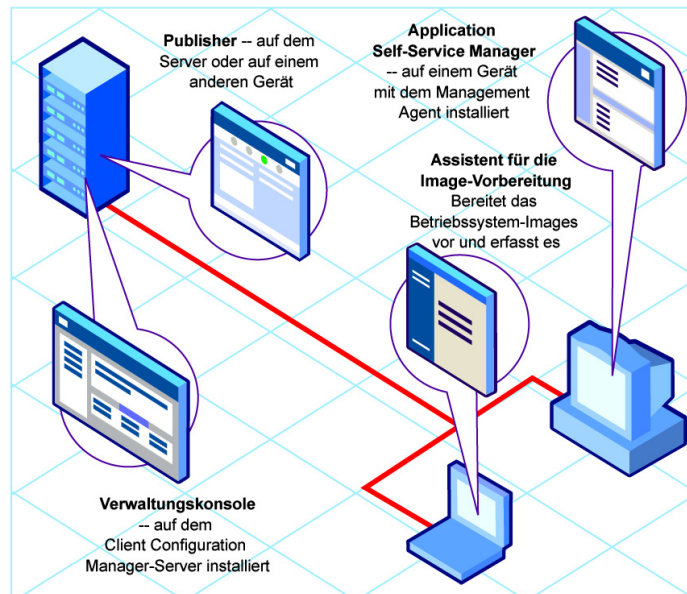 Publisher -- auf dem
Server oder auf einem
anderen Gerät
Application
Self-Service Manager
-- auf einem Gerät
mit dem Management
Agent installiert
Assistent für die
Image-Vorbereitung
Bereitet das
Betriebssystem-Images
vor und erfasst es
Verwaltungskonsole
-- auf dem
Client Configuration
Manager-Server installiert